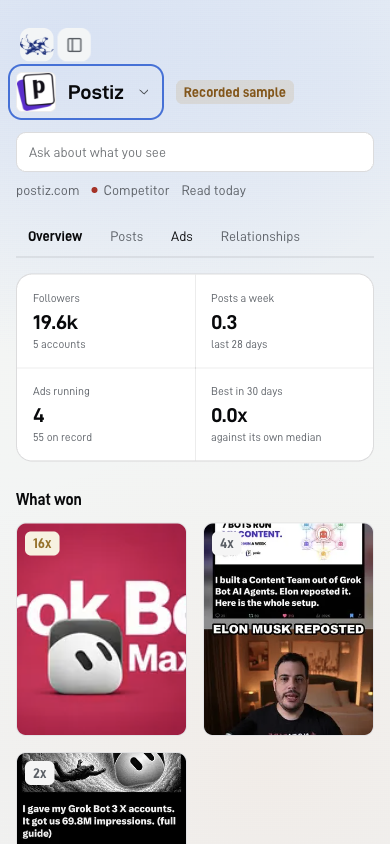 Postiz
Recorded sample
Ask about what you see
postiz.com
Competitor
Read today
Overview
Posts
Ads
Relationships
Followers
19.6k
5 accounts
Posts a week
0.3
last 28 days
Ads running
4
55 on record
Best in 30 days
0.0x
against its own median
What won
16x
rok Bo
Max
4x
7 BOTS RUN
CONTENT.
A WEEK
I built a Content Team out of Grok
Bot AI Agents. Elon reposted it.
Here is the whole setup.
ELON MUSK REPOSTED
2x
I gave my Grok Bot 3 X accounts.
It got us 69.8M impressions. (full
guide)